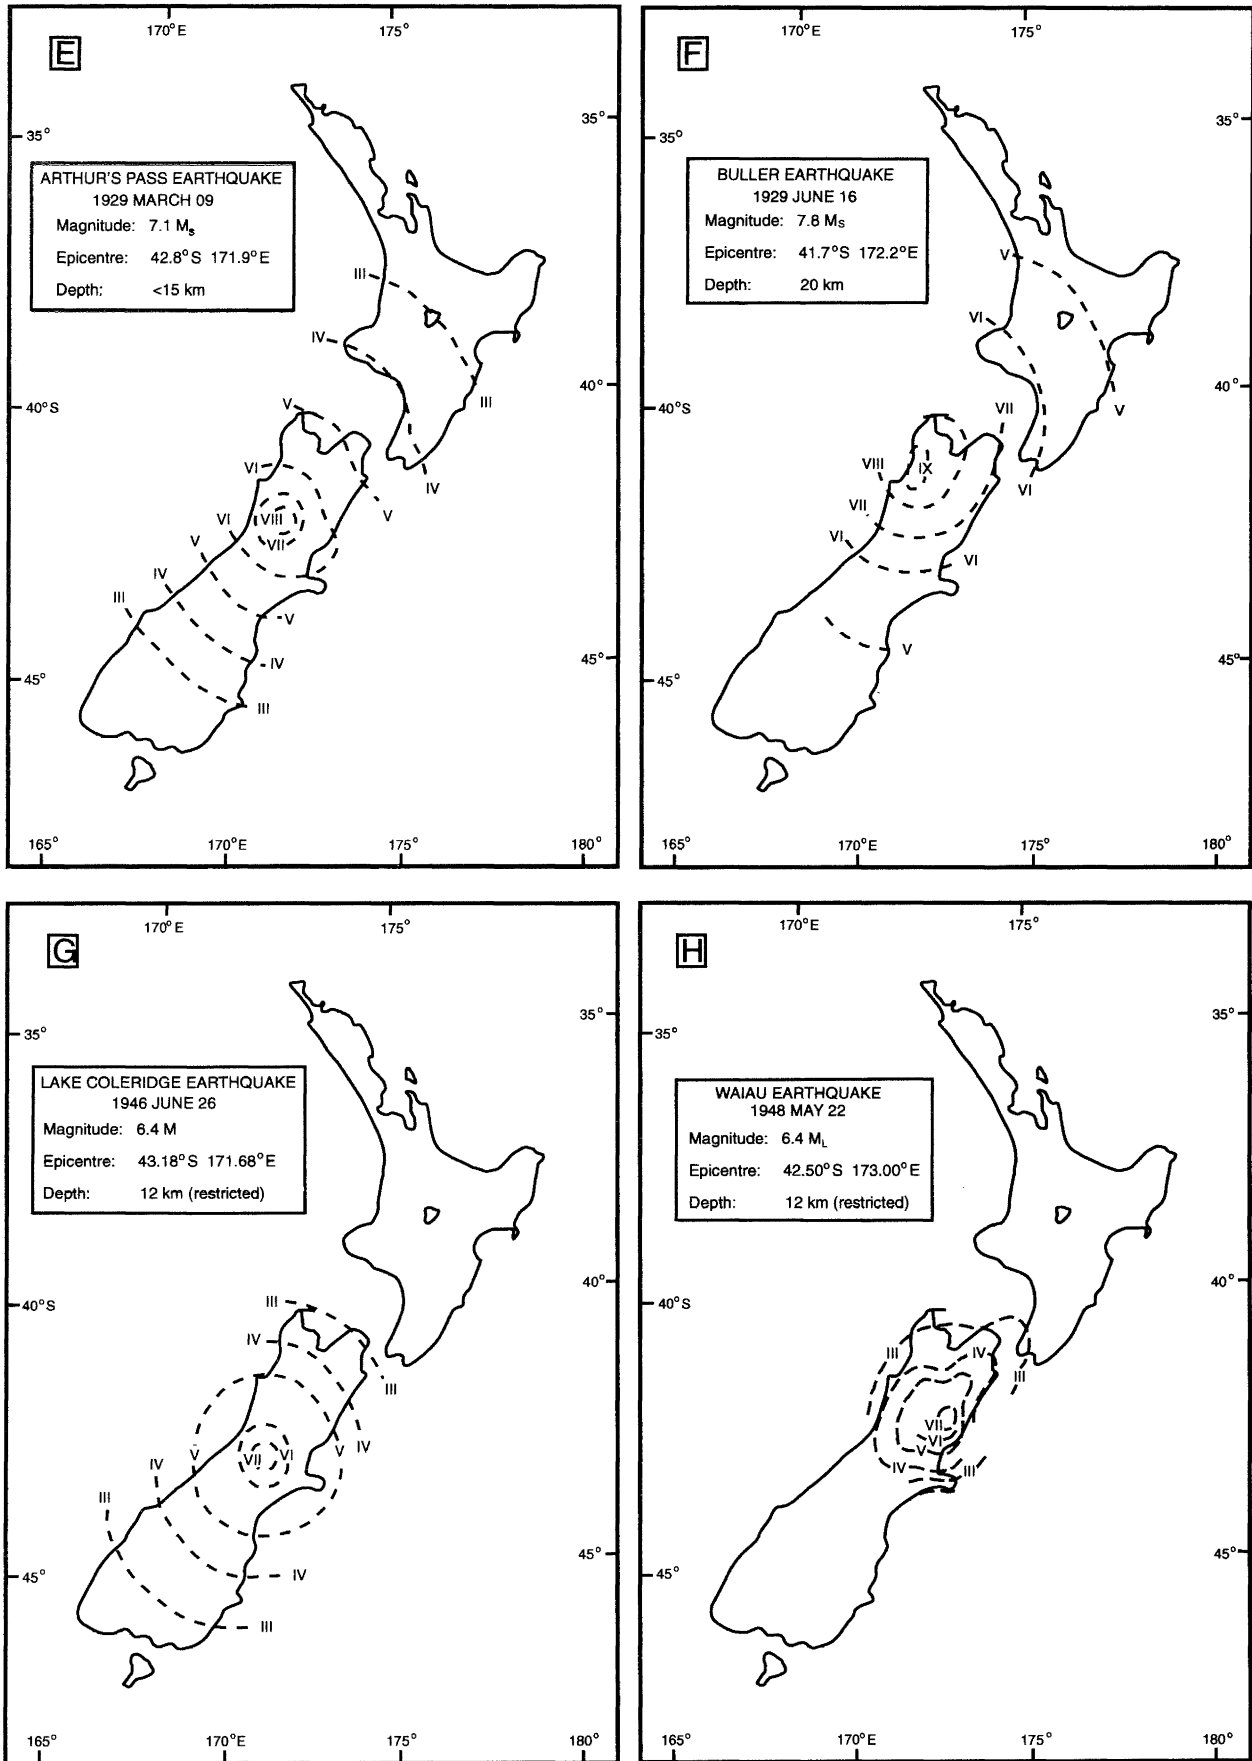 170°E 175°
E
35° 35°
ARTHUR'S PASS EARTHQUAKE
1929 MARCH 09
Magnitude: 7.1 Ms
Epicentre: 42.8°S 171.9°E
Depth: <15 km
III
IV
40°
III
40°S
V
VI
IV
VI
VIII
V
V
VII
IV
III
V
IV
45°
45°
III
165° 170°E 175° 180°
170°E 175°
F
35° 35°
BULLER EARTHQUAKE
1929 JUNE 16
Magnitude: 7.8 Ms
Epicentre: 41.7°S 172.2°E
Depth: 20 km
V
VI
40°
40°S
VII
V
VIII
IX
VI
VII
VI
VI
V
45°
45°
165° 170°E 175° 180°
170°E 175°
G
35° 35°
LAKE COLERIDGE EARTHQUAKE
1946 JUNE 26
Magnitude: 6.4 M
Epicentre: 43.18°S 171.68°E
Depth: 12 km (restricted)
40°
40°S
III
IV
III
V
VII
VI
V
IV
IV
III
45°
45°
IV
III
165° 170°E 175° 180°
170°E 175°
H
35° 35°
WAIAU EARTHQUAKE
1948 MAY 22
Magnitude: 6.4 ML
Epicentre: 42.50°S 173.00°E
Depth: 12 km (restricted)
40°
40°S
III
IV
III
VII
VI
V
IV
III
45°
45°
165° 170°E 175° 180°